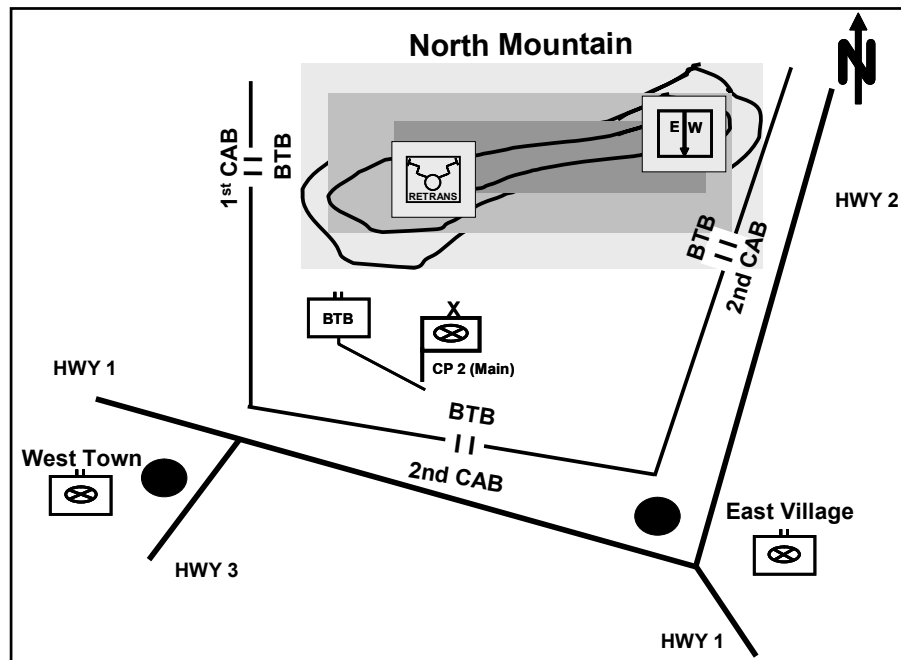 North Mountain
N
1st CAB
BTB
E W
RETRANS
HWY 2
BTB
2nd CAB
BTB
X
CP 2 (Main)
HWY 1
BTB
2nd CAB
West Town
East Village
HWY 3
HWY 1